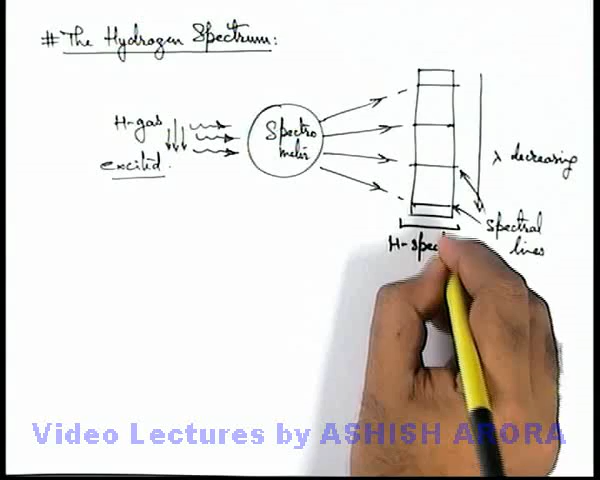 # The Hydrogen Spectrum:
H-gas
excited.
Spectro
meter
λ decreasing
Spectral
lines
H-spec
Video Lectures by ASHISH ARORA